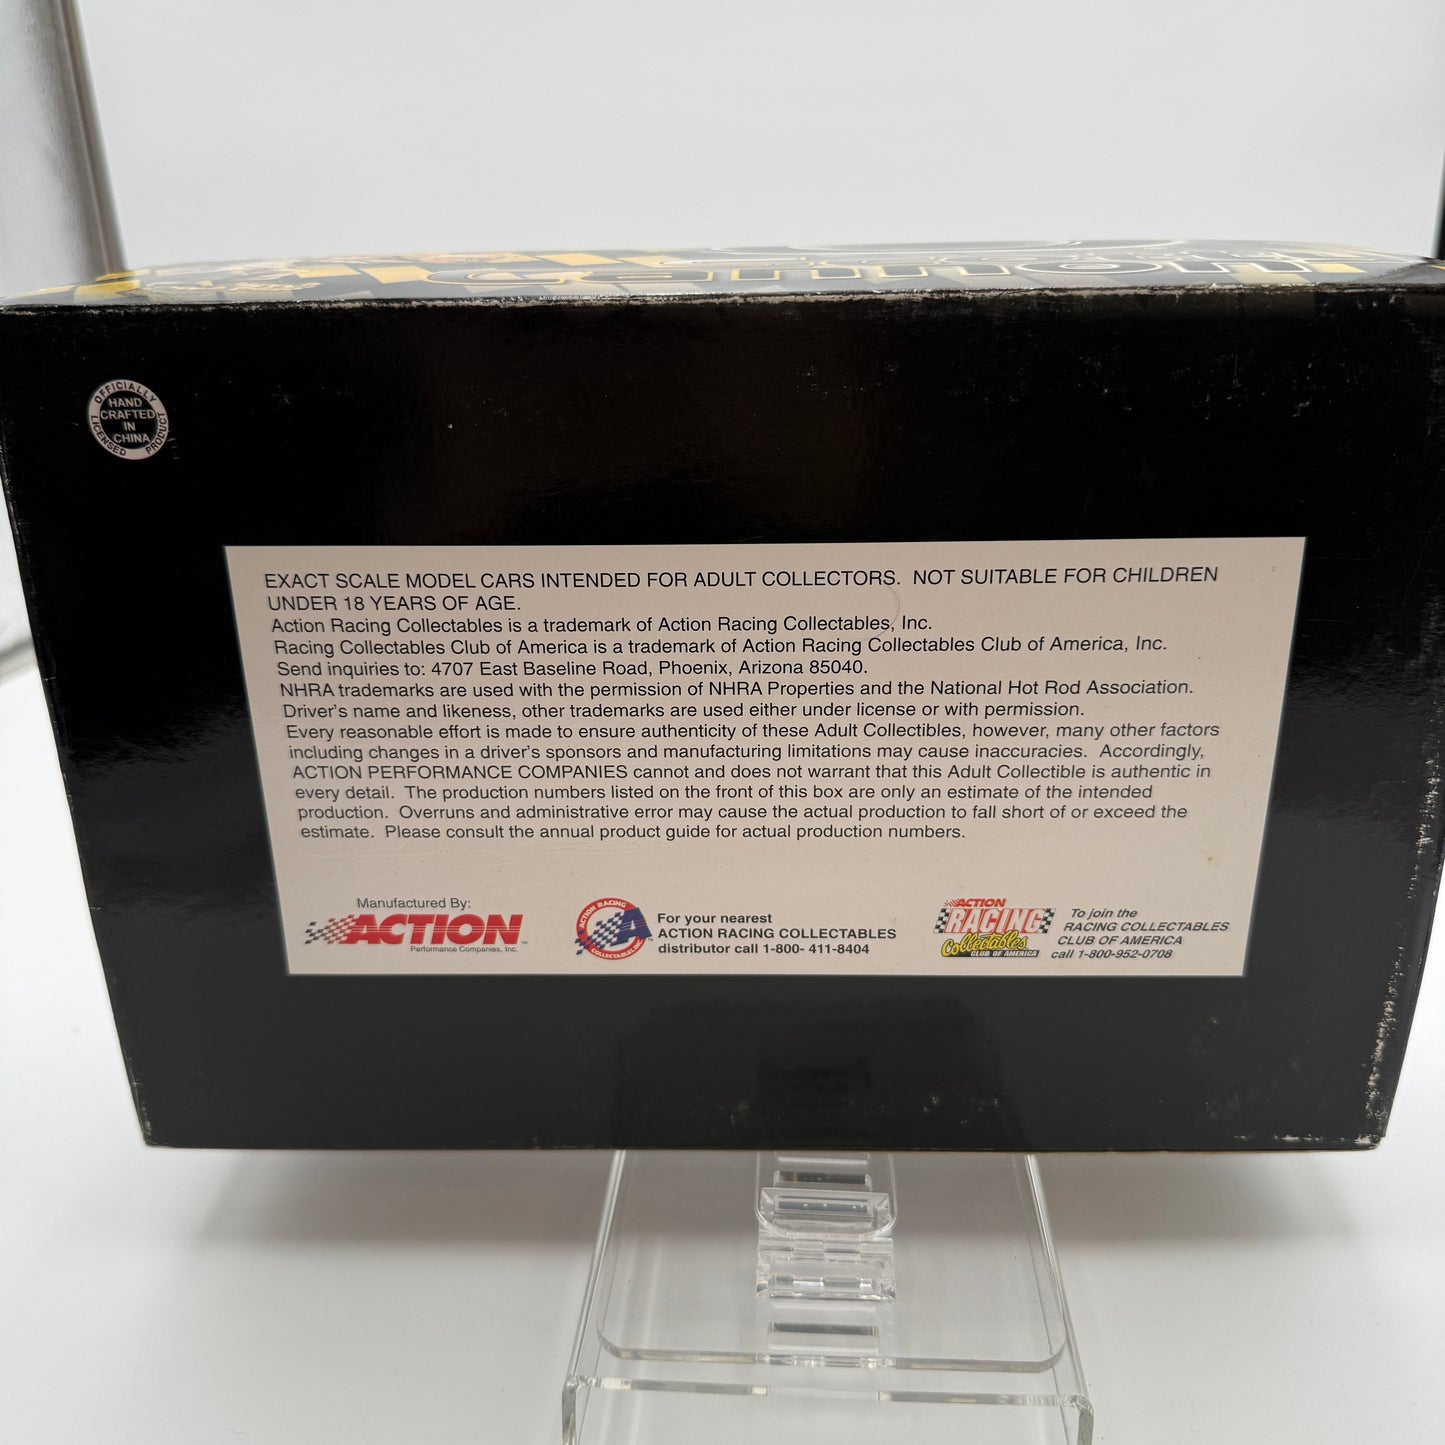 Cannon
OFFICIALLY
HAND
CRAFTED
IN
CHINA
LICENSED PRODUCT
EXACT SCALE MODEL CARS INTENDED FOR ADULT COLLECTORS.  NOT SUITABLE FOR CHILDREN
UNDER 18 YEARS OF AGE.
Action Racing Collectables is a trademark of Action Racing Collectables, Inc.
Racing Collectables Club of America is a trademark of Action Racing Collectables Club of America, Inc.
Send inquiries to: 4707 East Baseline Road, Phoenix, Arizona 85040.
NHRA trademarks are used with the permission of NHRA Properties and the National Hot Rod Association.
Driver's name and likeness, other trademarks are used either under license or with permission.
Every reasonable effort is made to ensure authenticity of these Adult Collectibles, however, many other factors
including changes in a driver's sponsors and manufacturing limitations may cause inaccuracies.  Accordingly,
ACTION PERFORMANCE COMPANIES cannot and does not warrant that this Adult Collectible is authentic in
every detail.  The production numbers listed on the front of this box are only an estimate of the intended
production.  Overruns and administrative error may cause the actual production to fall short of or exceed the
estimate.  Please consult the annual product guide for actual production numbers.
Manufactured By:
ACTION
Performance Companies, Inc.
ACTION RACING
A
COLLECTABLES, INC.
For your nearest
ACTION RACING COLLECTABLES
distributor call 1-800- 411-8404
ACTION
RACING
Collectables
CLUB OF AMERICA
To join the
RACING COLLECTABLES
CLUB OF AMERICA
call 1-800-952-0708